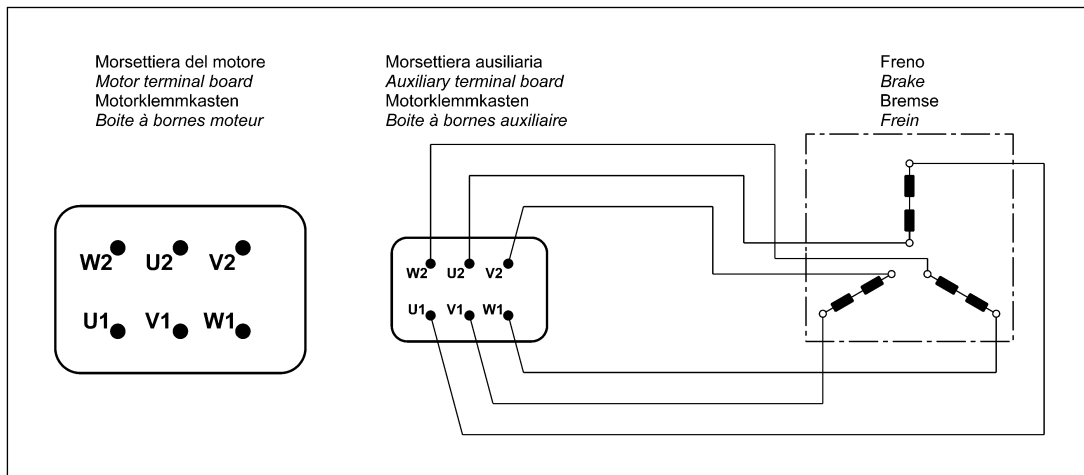 Morsettiera del motore
Motor terminal board
Motorklemmkasten
Boite à bornes moteur
Morsettiera ausiliaria
Auxiliary terminal board
Motorklemmkasten
Boite à bornes auxiliaire
Freno
Brake
Bremse
Frein
W2 U2 V2
U1 V1 W1
W2 U2 V2
U1 V1 W1